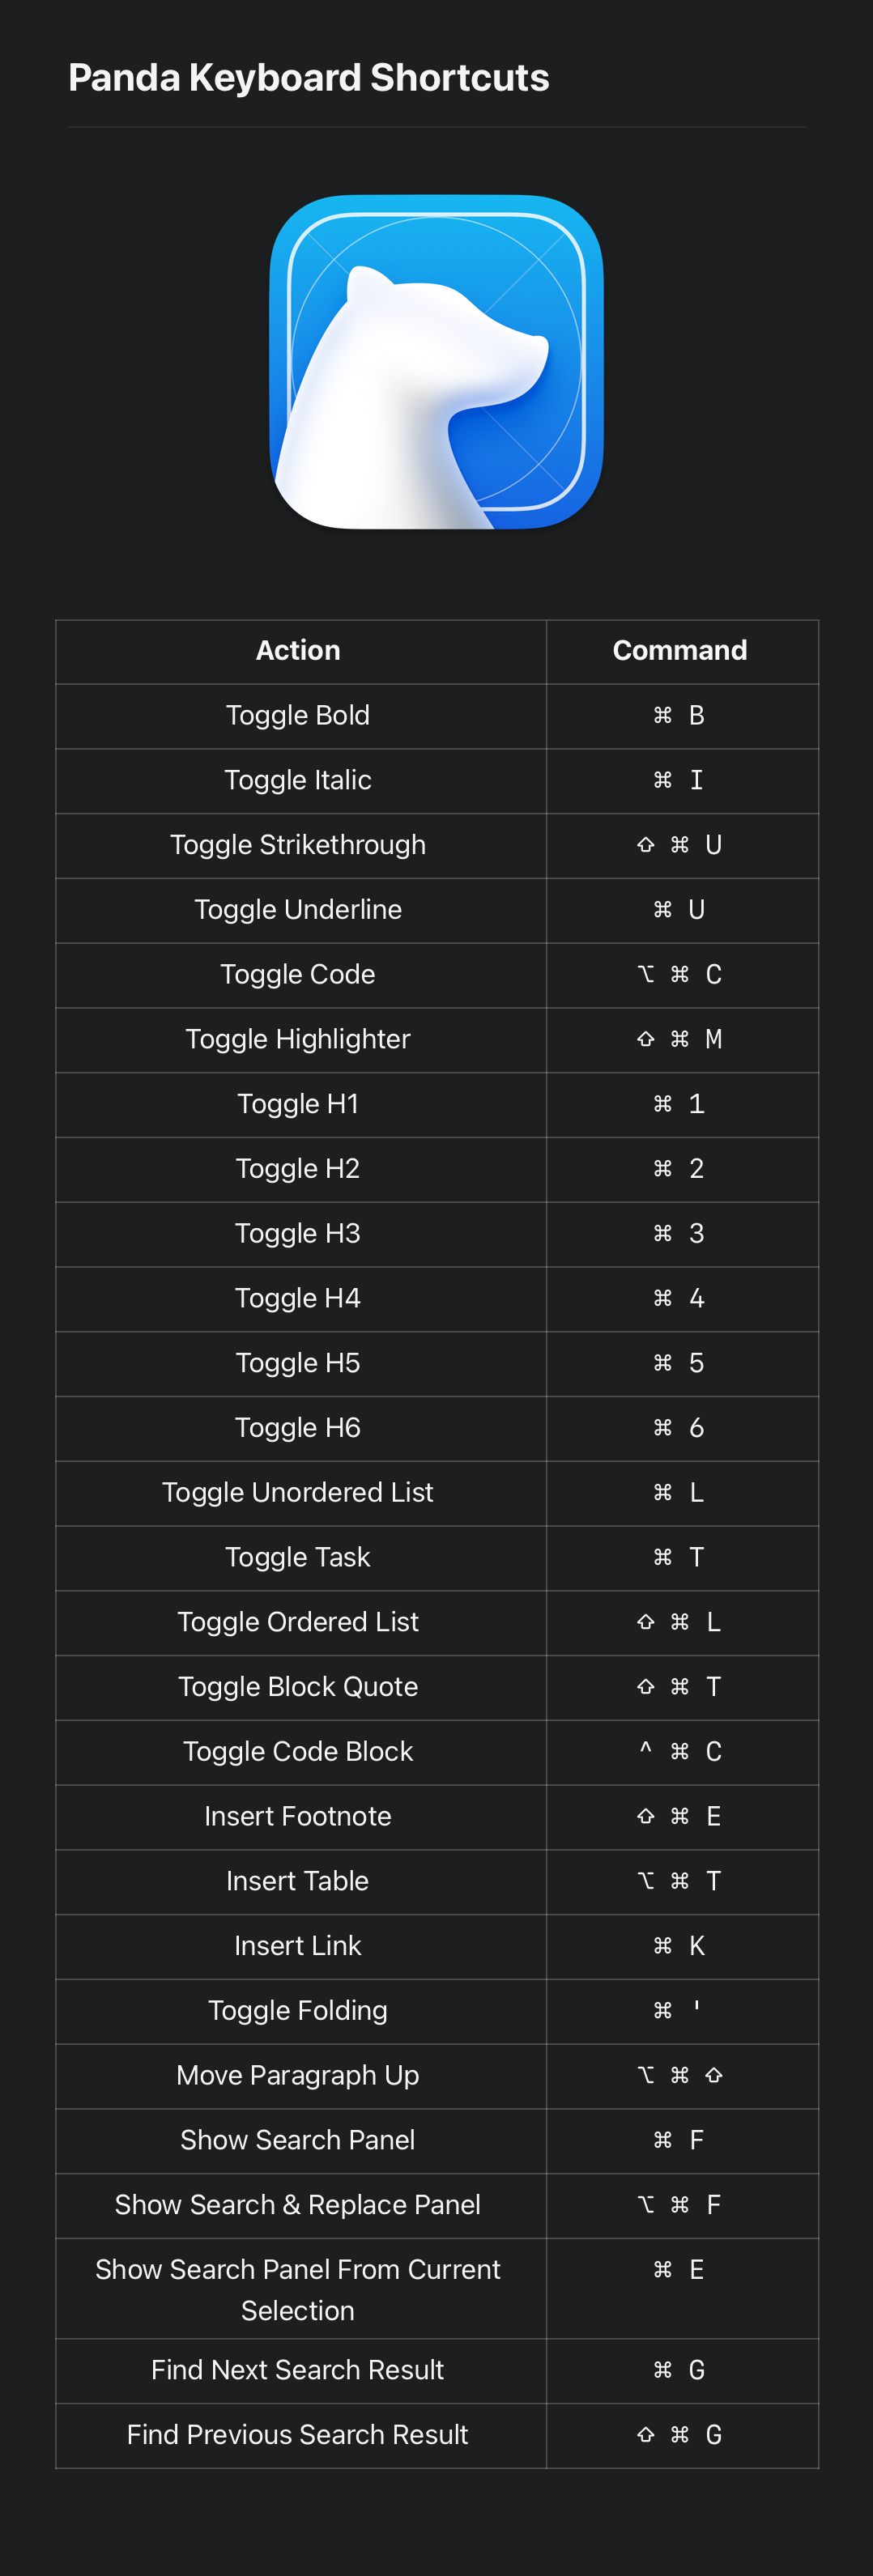 Panda Keyboard Shortcuts
Action Command
Toggle Bold ⌘ B
Toggle Italic ⌘ I
Toggle Strikethrough ⇧ ⌘ U
Toggle Underline ⌘ U
Toggle Code ⌥ ⌘ C
Toggle Highlighter ⇧ ⌘ M
Toggle H1 ⌘ 1
Toggle H2 ⌘ 2
Toggle H3 ⌘ 3
Toggle H4 ⌘ 4
Toggle H5 ⌘ 5
Toggle H6 ⌘ 6
Toggle Unordered List ⌘ L
Toggle Task ⌘ T
Toggle Ordered List ⇧ ⌘ L
Toggle Block Quote ⇧ ⌘ T
Toggle Code Block ^ ⌘ C
Insert Footnote ⇧ ⌘ E
Insert Table ⌥ ⌘ T
Insert Link ⌘ K
Toggle Folding ⌘ '
Move Paragraph Up ⌥ ⌘ ⇧
Show Search Panel ⌘ F
Show Search & Replace Panel ⌥ ⌘ F
Show Search Panel From Current ⌘ E
Selection
Find Next Search Result ⌘ G
Find Previous Search Result ⇧ ⌘ G